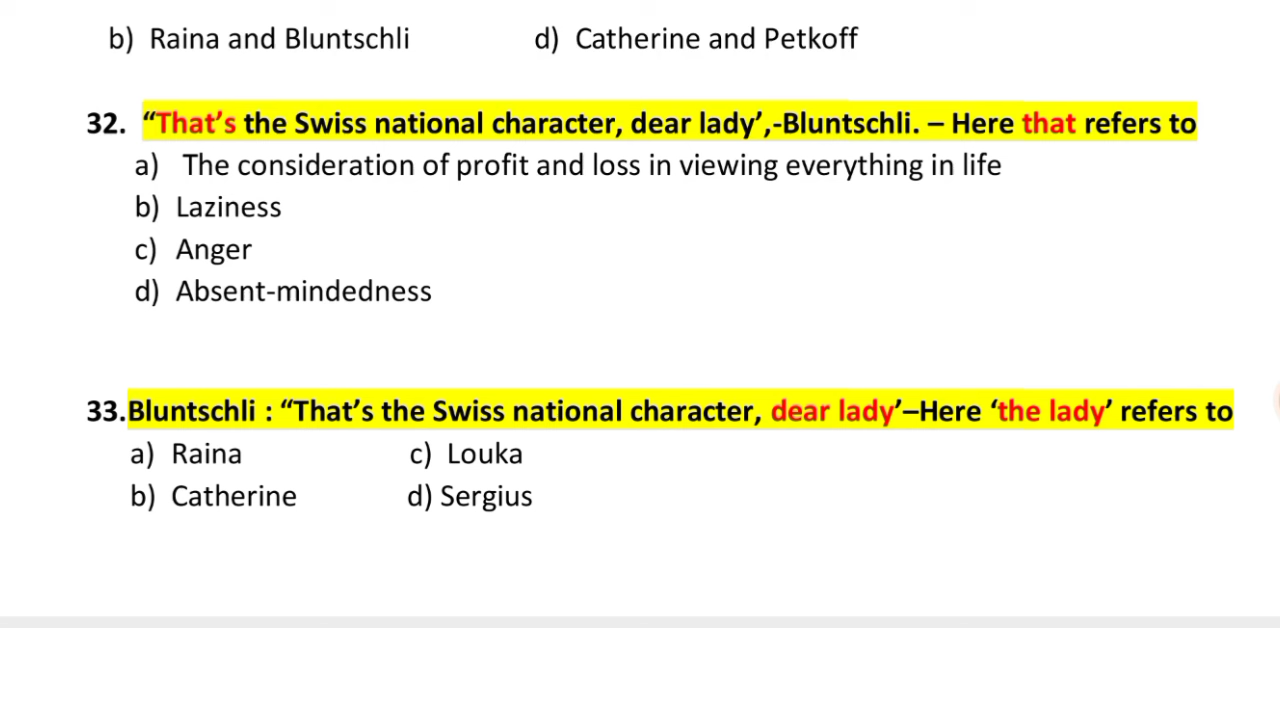 b) Raina and Bluntschli d) Catherine and Petkoff
32. “That’s the Swiss national character, dear lady’,-Bluntschli. – Here that refers to
a) The consideration of profit and loss in viewing everything in life
b) Laziness
c) Anger
d) Absent-mindedness
33.Bluntschli : “That’s the Swiss national character, dear lady’–Here ‘the lady’ refers to
a) Raina c) Louka
b) Catherine d) Sergius